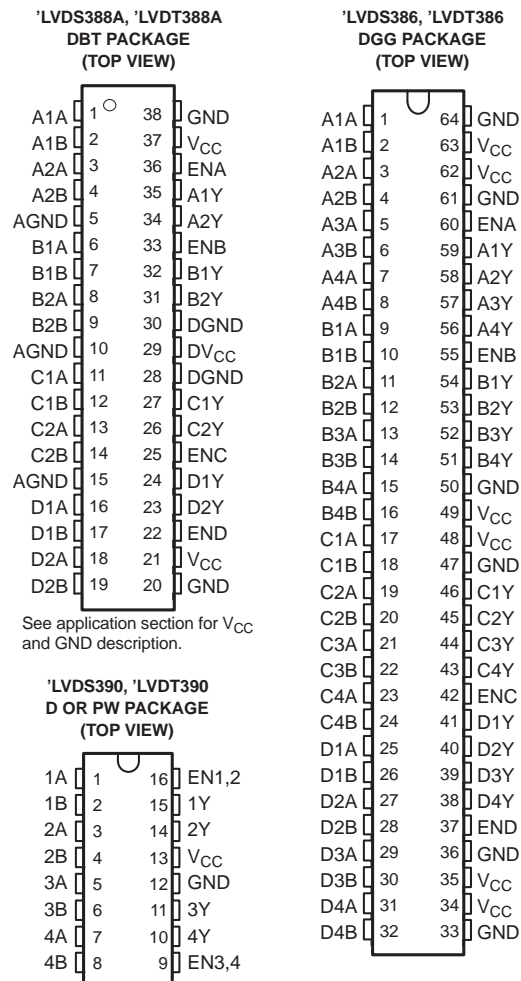 'LVDS388A, 'LVDT388A
DBT PACKAGE
(TOP VIEW)
A1A 1 38 GND
A1B 2 37 VCC
A2A 3 36 ENA
A2B 4 35 A1Y
AGND 5 34 A2Y
B1A 6 33 ENB
B1B 7 32 B1Y
B2A 8 31 B2Y
B2B 9 30 DGND
AGND 10 29 DVCC
C1A 11 28 DGND
C1B 12 27 C1Y
C2A 13 26 C2Y
C2B 14 25 ENC
AGND 15 24 D1Y
D1A 16 23 D2Y
D1B 17 22 END
D2A 18 21 VCC
D2B 19 20 GND
See application section for VCC
and GND description.
'LVDS390, 'LVDT390
D OR PW PACKAGE
(TOP VIEW)
1A 1 16 EN1,2
1B 2 15 1Y
2A 3 14 2Y
2B 4 13 VCC
3A 5 12 GND
3B 6 11 3Y
4A 7 10 4Y
4B 8 9 EN3,4
'LVDS386, 'LVDT386
DGG PACKAGE
(TOP VIEW)
A1A 1 64 GND
A1B 2 63 VCC
A2A 3 62 VCC
A2B 4 61 GND
A3A 5 60 ENA
A3B 6 59 A1Y
A4A 7 58 A2Y
A4B 8 57 A3Y
B1A 9 56 A4Y
B1B 10 55 ENB
B2A 11 54 B1Y
B2B 12 53 B2Y
B3A 13 52 B3Y
B3B 14 51 B4Y
B4A 15 50 GND
B4B 16 49 VCC
C1A 17 48 VCC
C1B 18 47 GND
C2A 19 46 C1Y
C2B 20 45 C2Y
C3A 21 44 C3Y
C3B 22 43 C4Y
C4A 23 42 ENC
C4B 24 41 D1Y
D1A 25 40 D2Y
D1B 26 39 D3Y
D2A 27 38 D4Y
D2B 28 37 END
D3A 29 36 GND
D3B 30 35 VCC
D4A 31 34 VCC
D4B 32 33 GND